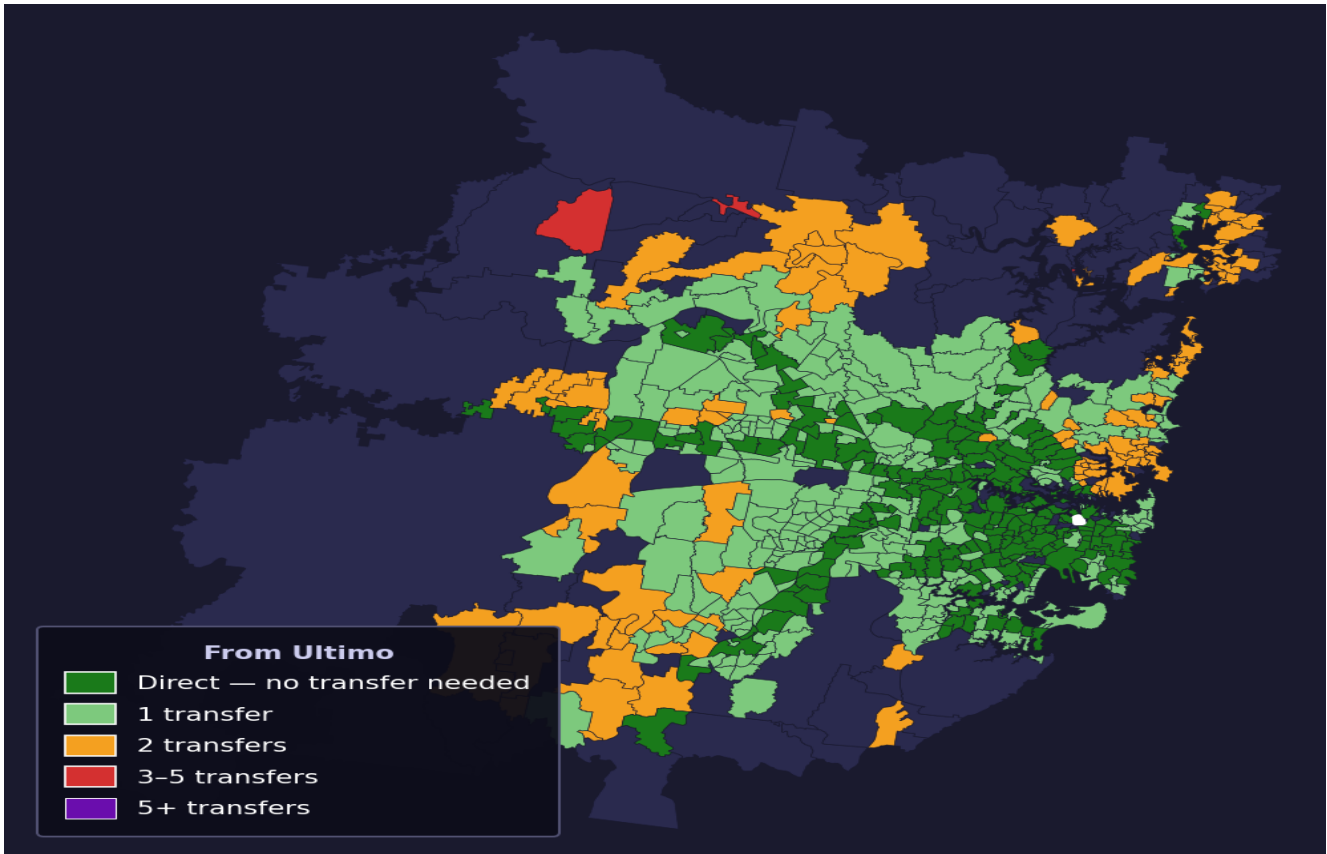 From Ultimo
Direct — no transfer needed
1 transfer
2 transfers
3–5 transfers
5+ transfers